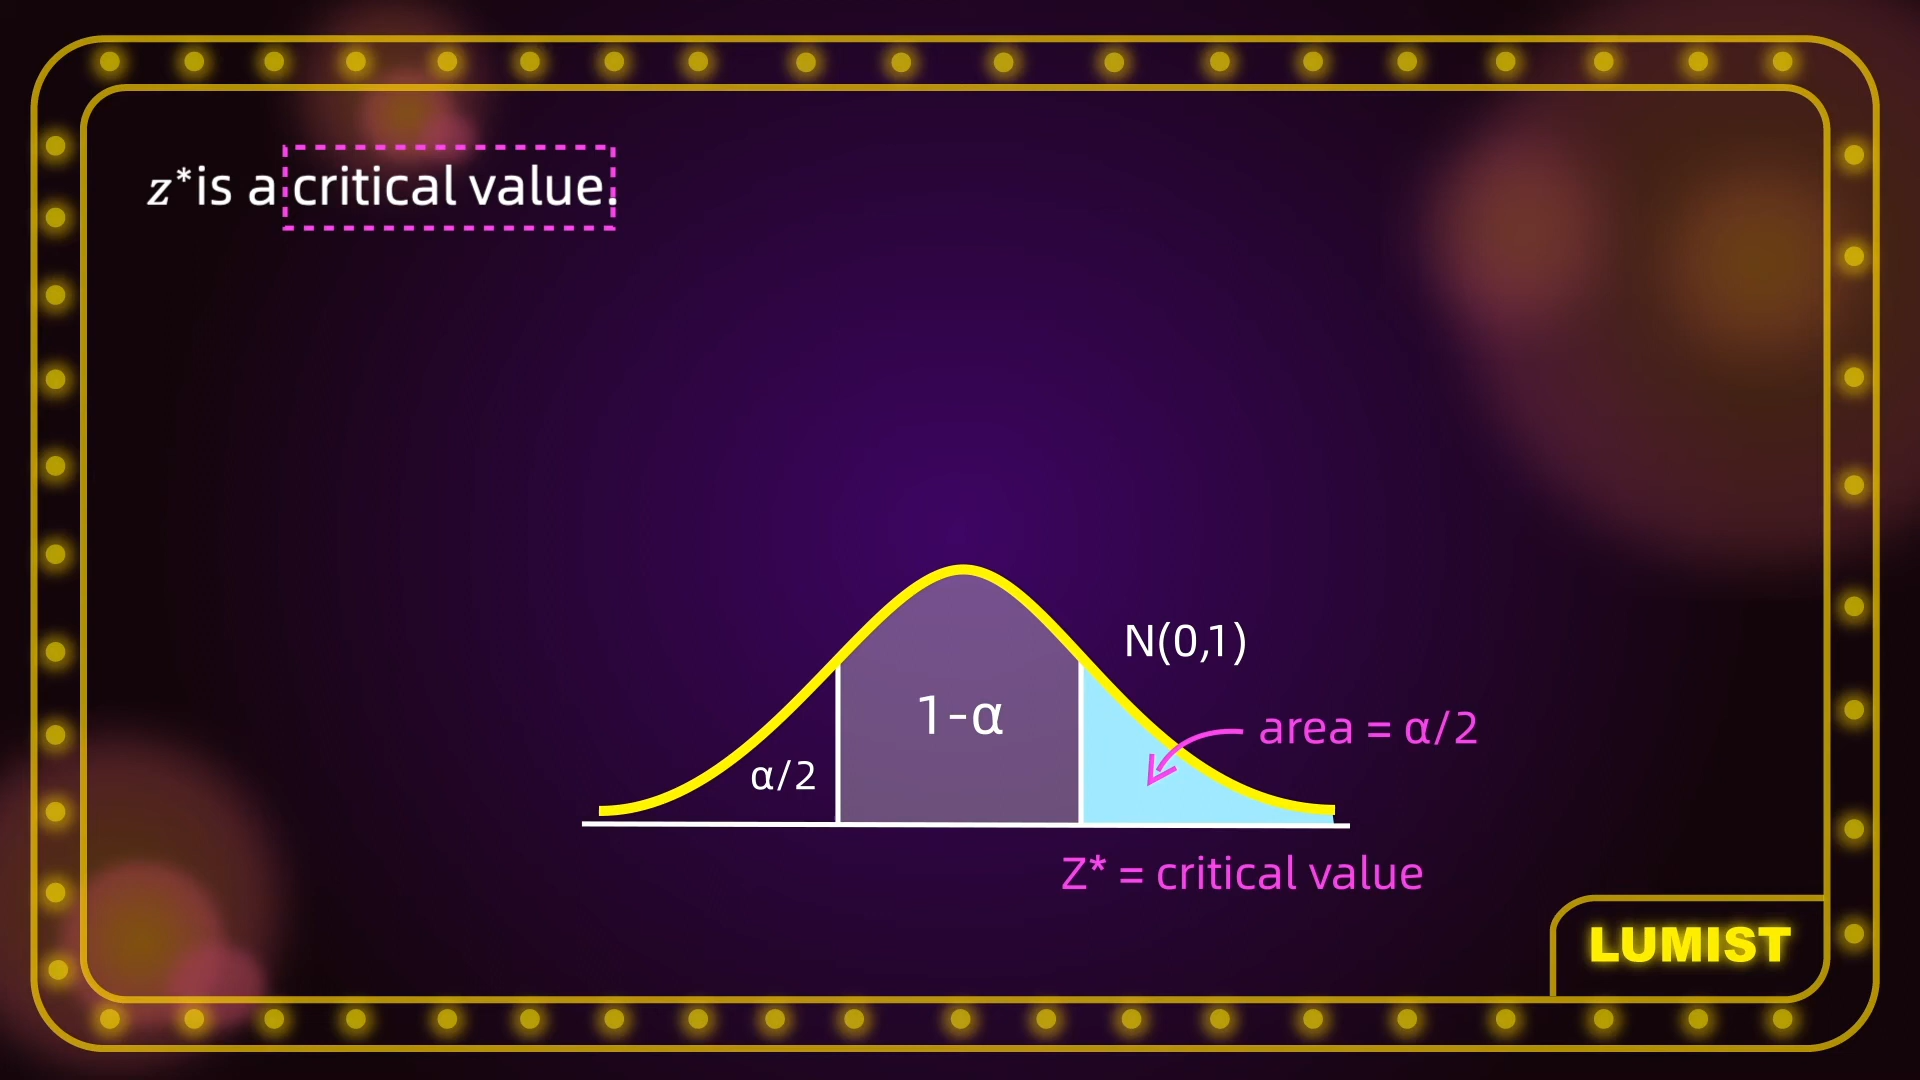 z* is a critical value.
N(0,1)
1-α
area = α/2
α/2
Z* = critical value
LUMIST